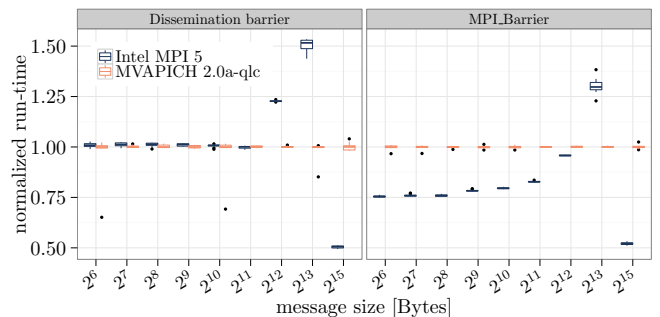 Dissemination barrier
MPI_Barrier
normalized run-time
1.50
1.25
1.00
0.75
0.50
Intel MPI 5
MVAPICH 2.0a-qlc
2^6 2^7 2^8 2^9 2^10 2^11 2^12 2^13 2^15
2^6 2^7 2^8 2^9 2^10 2^11 2^12 2^13 2^15
message size [Bytes]